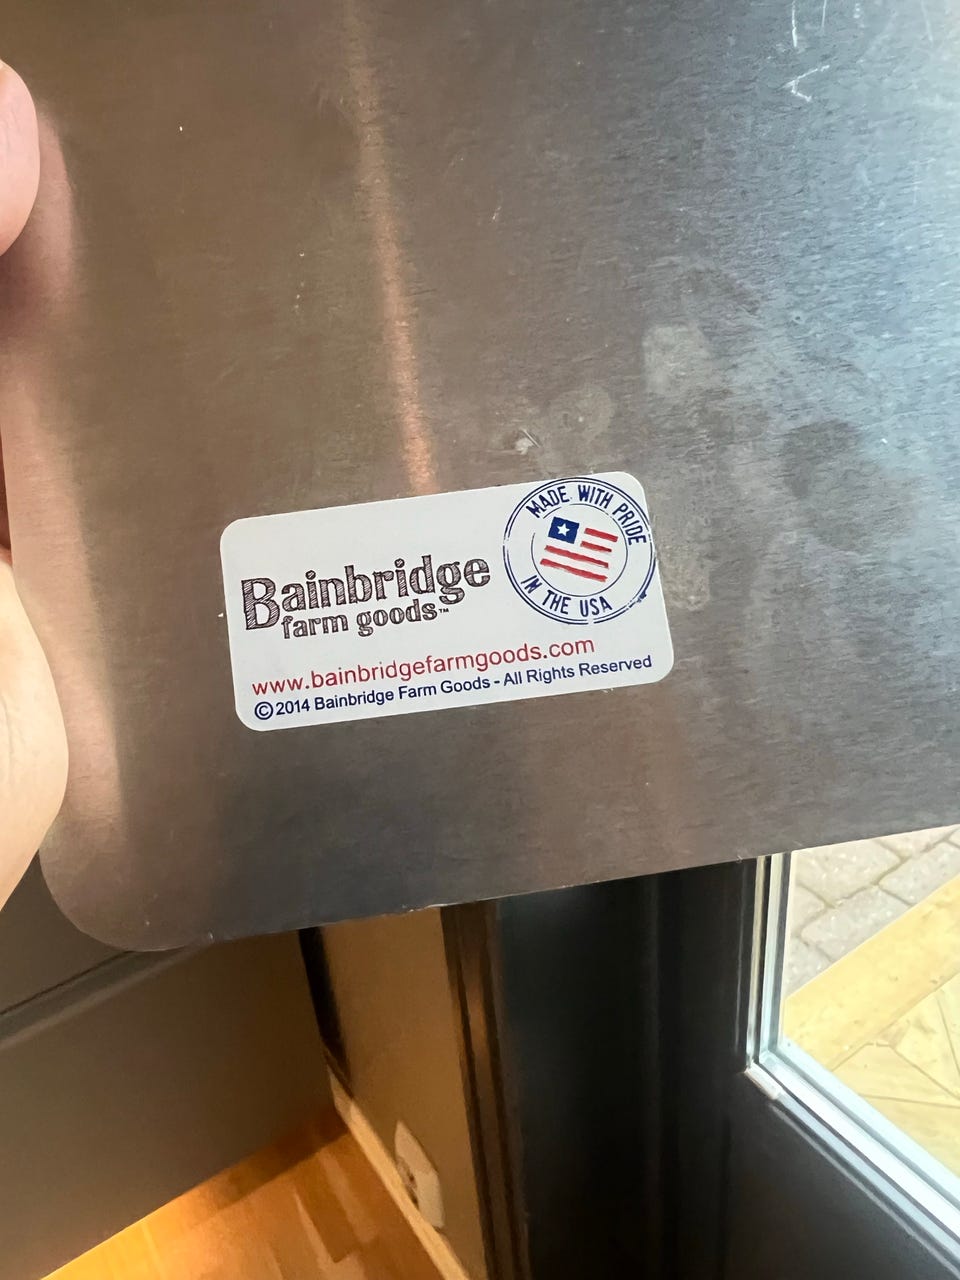 MADE WITH PRIDE
IN THE USA
Bainbridge
farm goods™
www.bainbridgefarmgoods.com
©2014 Bainbridge Farm Goods - All Rights Reserved